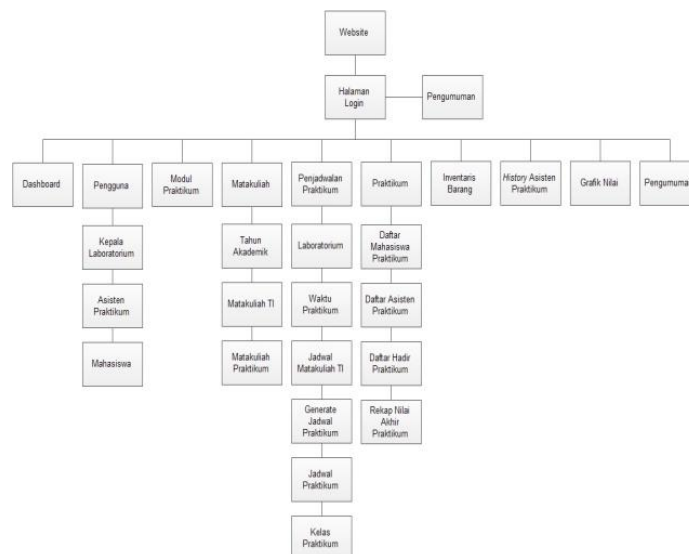 Website
Halaman
Login
Pengumuman
Dashboard
Pengguna
Modul
Praktikum
Matakuliah
Penjadwalan
Praktikum
Praktikum
Inventaris
Barang
History Asisten
Praktikum
Grafik Nilai
Pengumuman
Kepala
Laboratorium
Asisten
Praktikum
Mahasiswa
Tahun
Akademik
Matakuliah TI
Matakuliah
Praktikum
Laboratorium
Waktu
Praktikum
Jadwal
Matakuliah TI
Generate
Jadwal
Praktikum
Jadwal
Praktikum
Kelas
Praktikum
Daftar
Mahasiswa
Praktikum
Daftar Asisten
Praktikum
Daftar Hadir
Praktikum
Rekap Nilai
Akhir
Praktikum